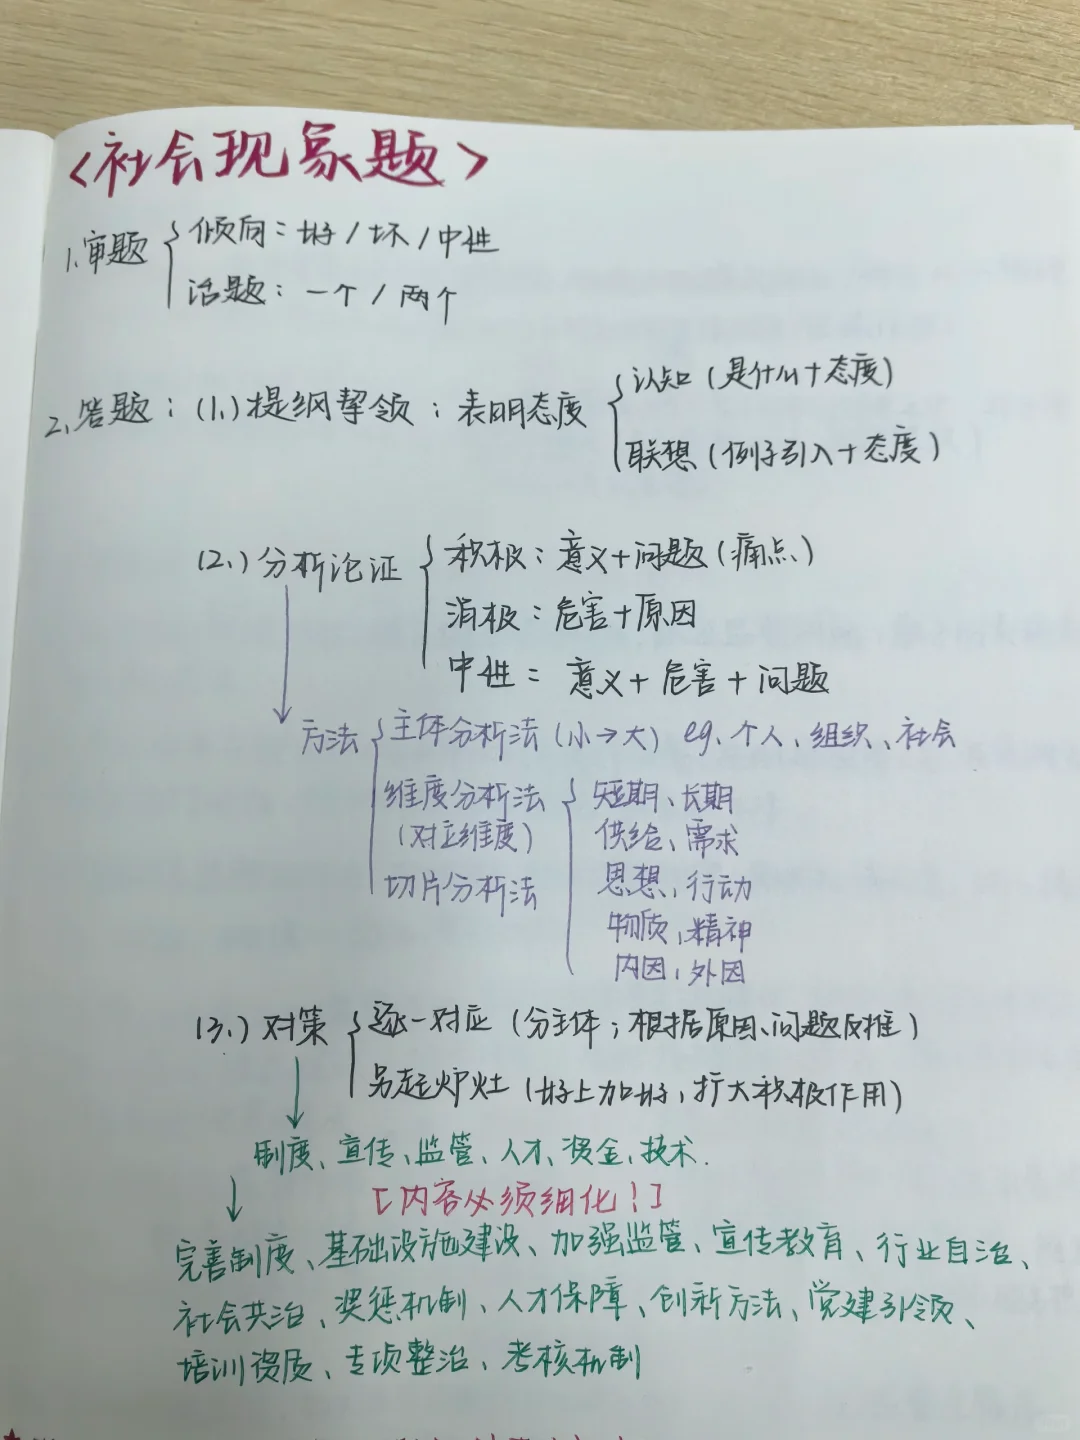 <社会现象题>
1.审题 { 倾向：好/坏/中性
话题：一个/两个
2.答题：(1.)提纲挈领：表明态度 { 认知（是什么+态度）
联想（例子引入+态度）
(2.)分析论证 { 积极：意义+问题（痛点）
消极：危害+原因
中性：意义+危害+问题
方法 { 主体分析法（小→大）eg. 个人、组织、社会
维度分析法 { 短期、长期
（对应维度） 供给、需求
思想、行动
切片分析法
物质、精神
内因、外因
(3.)对策 { 逐一对应（分主体；根据原因、问题反推）
另起炉灶（好上加好，扩大积极作用）
制度、宣传、监管、人才、资金、技术.
[内容必须细化！]
完善制度、基础设施建设、加强监管、宣传教育、行业自治、
社会共治、奖惩机制、人才保障、创新方法、党建引领、
培训资质、专项整治、考核机制